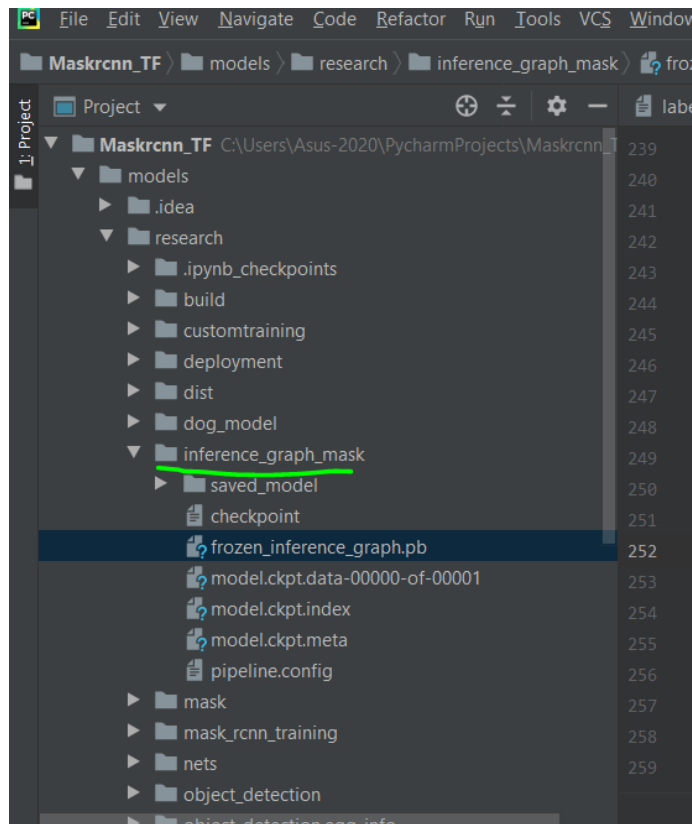 PC File Edit View Navigate Code Refactor Run Tools VCS Window
Maskrcnn_TF models research inference_graph_mask
Project
1: Project
Maskrcnn_TF C:\Users\Asus-2020\PycharmProjects\Maskrcnn_T
models
.idea
research
.ipynb_checkpoints
build
customtraining
deployment
dist
dog_model
inference_graph_mask
saved_model
checkpoint
frozen_inference_graph.pb
model.ckpt.data-00000-of-00001
model.ckpt.index
model.ckpt.meta
pipeline.config
mask
mask_rcnn_training
nets
object_detection
object_detection.egg-info
239
240
241
242
243
244
245
246
247
248
249
250
251
252
253
254
255
256
257
258
259